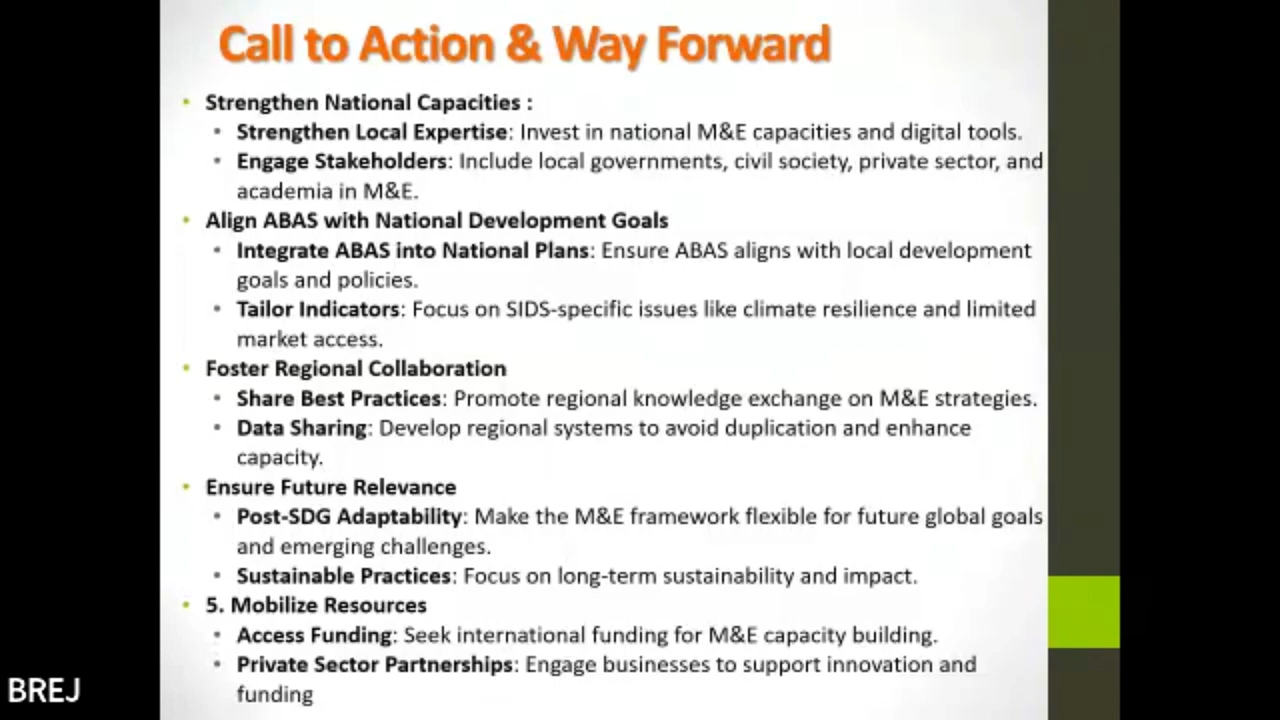 Call to Action & Way Forward
• Strengthen National Capacities :
• Strengthen Local Expertise: Invest in national M&E capacities and digital tools.
• Engage Stakeholders: Include local governments, civil society, private sector, and
academia in M&E.
• Align ABAS with National Development Goals
• Integrate ABAS into National Plans: Ensure ABAS aligns with local development
goals and policies.
• Tailor Indicators: Focus on SIDS-specific issues like climate resilience and limited
market access.
• Foster Regional Collaboration
• Share Best Practices: Promote regional knowledge exchange on M&E strategies.
• Data Sharing: Develop regional systems to avoid duplication and enhance
capacity.
• Ensure Future Relevance
• Post-SDG Adaptability: Make the M&E framework flexible for future global goals
and emerging challenges.
• Sustainable Practices: Focus on long-term sustainability and impact.
• 5. Mobilize Resources
• Access Funding: Seek international funding for M&E capacity building.
• Private Sector Partnerships: Engage businesses to support innovation and
funding
BREJ